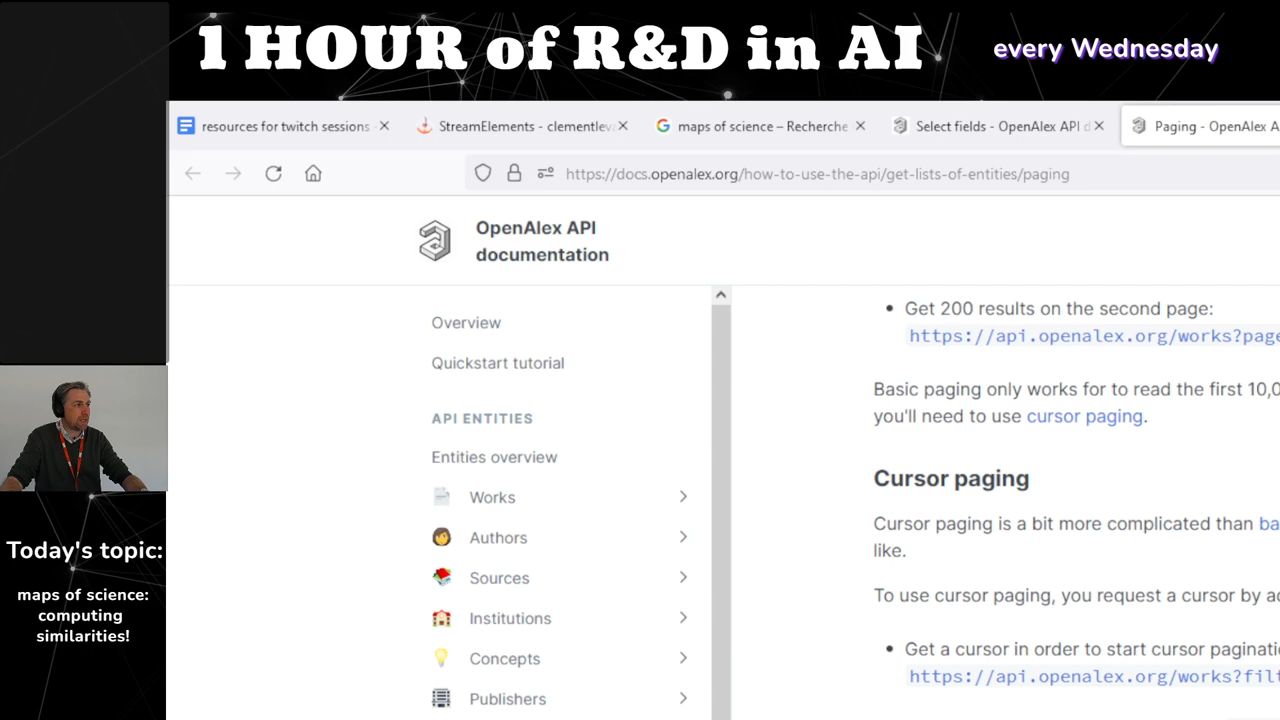 1 HOUR of R&D in AI
every Wednesday
resources for twitch sessions
StreamElements - clementleva
maps of science – Recherche
Select fields - OpenAlex API d
Paging - OpenAlex A
https://docs.openalex.org/how-to-use-the-api/get-lists-of-entities/paging
OpenAlex API
documentation
Overview
Quickstart tutorial
API ENTITIES
Entities overview
Works
Authors
Sources
Institutions
Concepts
Publishers
Get 200 results on the second page:
https://api.openalex.org/works?page
Basic paging only works for to read the first 10,0
you'll need to use cursor paging.
Cursor paging
Cursor paging is a bit more complicated than ba
like.
To use cursor paging, you request a cursor by ad
Get a cursor in order to start cursor paginati
https://api.openalex.org/works?filt
Today's topic:
maps of science:
computing
similarities!